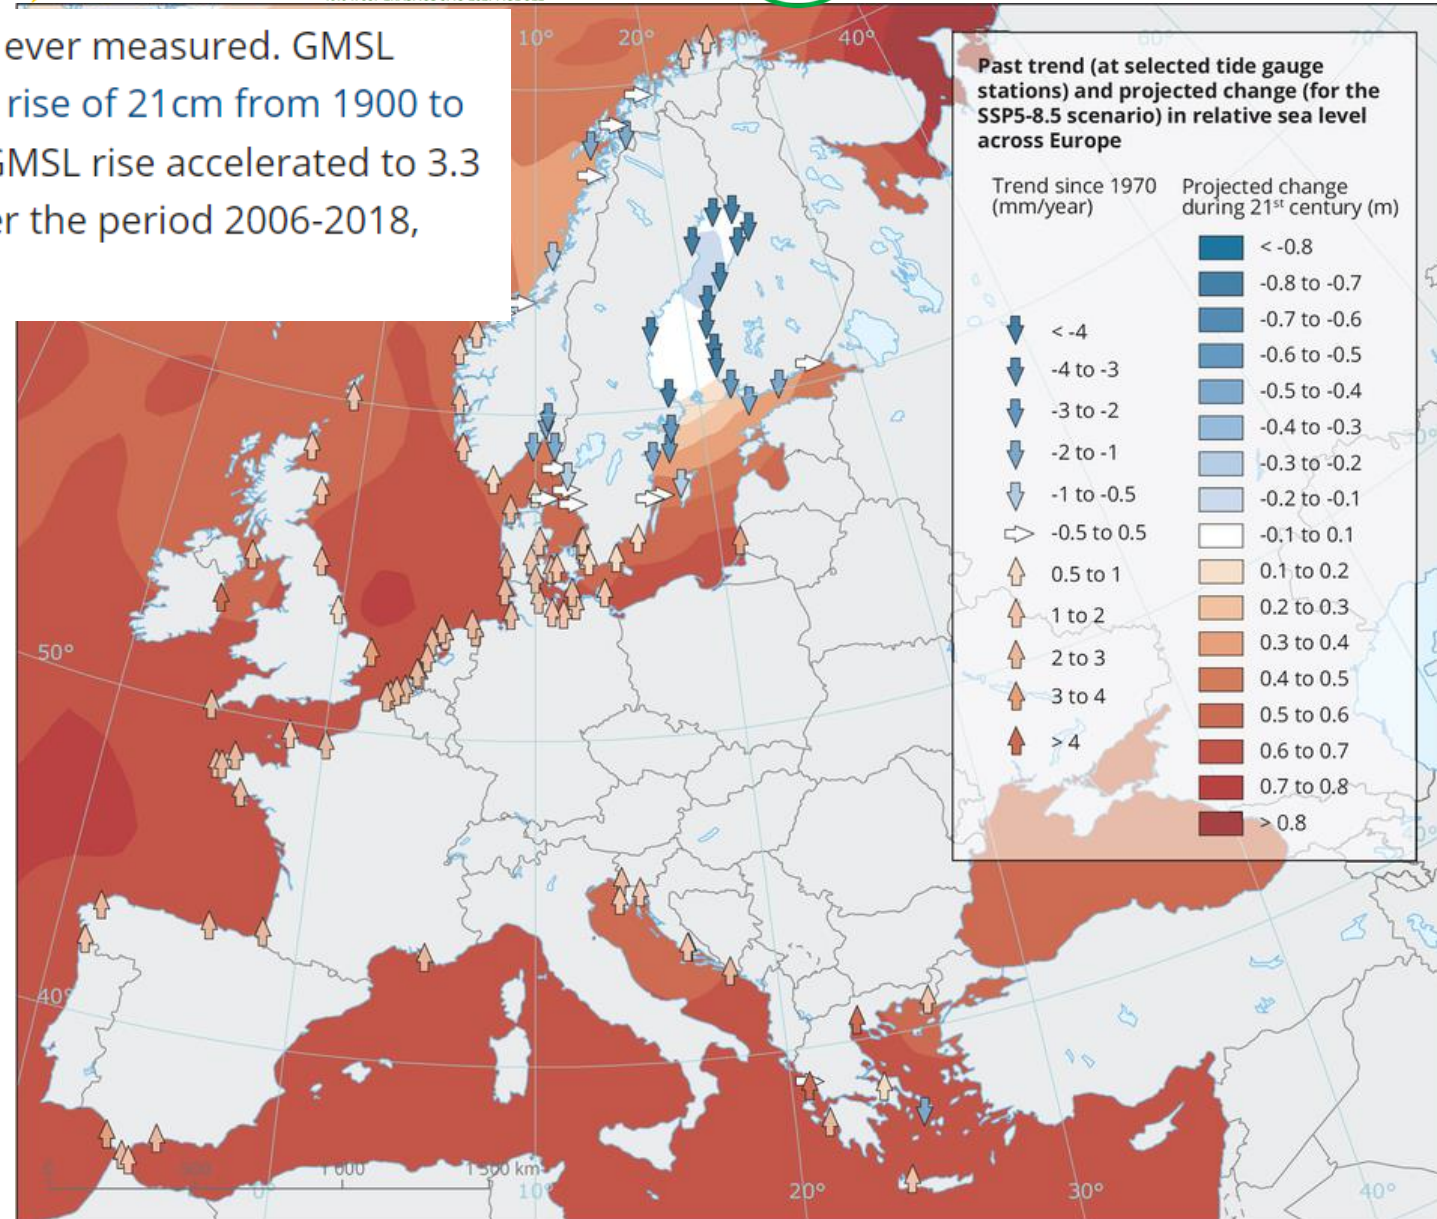 ever measured. GMSL
rise of 21cm from 1900 to
GMSL rise accelerated to 3.3
er the period 2006-2018,
10°
20°
30°
40°
50°
60°
70°
Past trend (at selected tide gauge
stations) and projected change (for the
SSP5-8.5 scenario) in relative sea level
across Europe
Trend since 1970
(mm/year)
< -4
-4 to -3
-3 to -2
-2 to -1
-1 to -0.5
-0.5 to 0.5
0.5 to 1
1 to 2
2 to 3
3 to 4
> 4
Projected change
during 21st century (m)
< -0.8
-0.8 to -0.7
-0.7 to -0.6
-0.6 to -0.5
-0.5 to -0.4
-0.4 to -0.3
-0.3 to -0.2
-0.2 to -0.1
-0.1 to 0.1
0.1 to 0.2
0.2 to 0.3
0.3 to 0.4
0.4 to 0.5
0.5 to 0.6
0.6 to 0.7
0.7 to 0.8
> 0.8
50°
40°
40°
0
500
1 000
1 500 km
0°
10°
20°
30°
40°